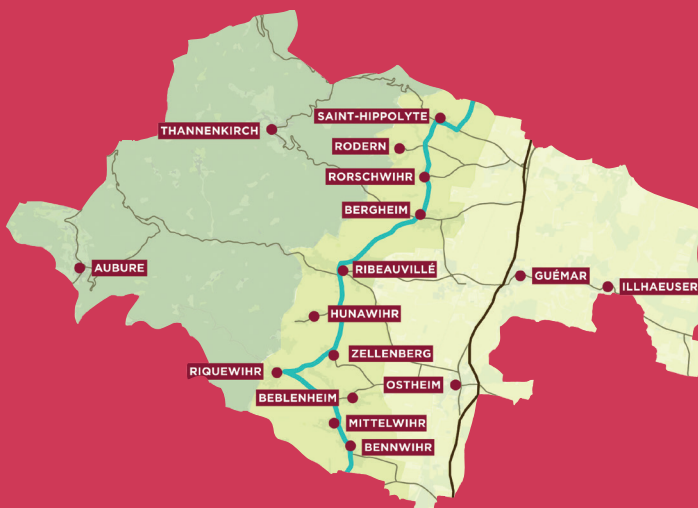 SAINT-HIPPOLYTE
THANNENKIRCH
RODERN
RORSCHWIHR
BERGHEIM
AUBURE
RIBEAUVILLÉ
GUÉMAR
ILLHAEUSER
HUNAWIHR
ZELLENBERG
RIQUEWIHR
OSTHEIM
BEBLENHEIM
MITTELWIHR
BENNWIHR